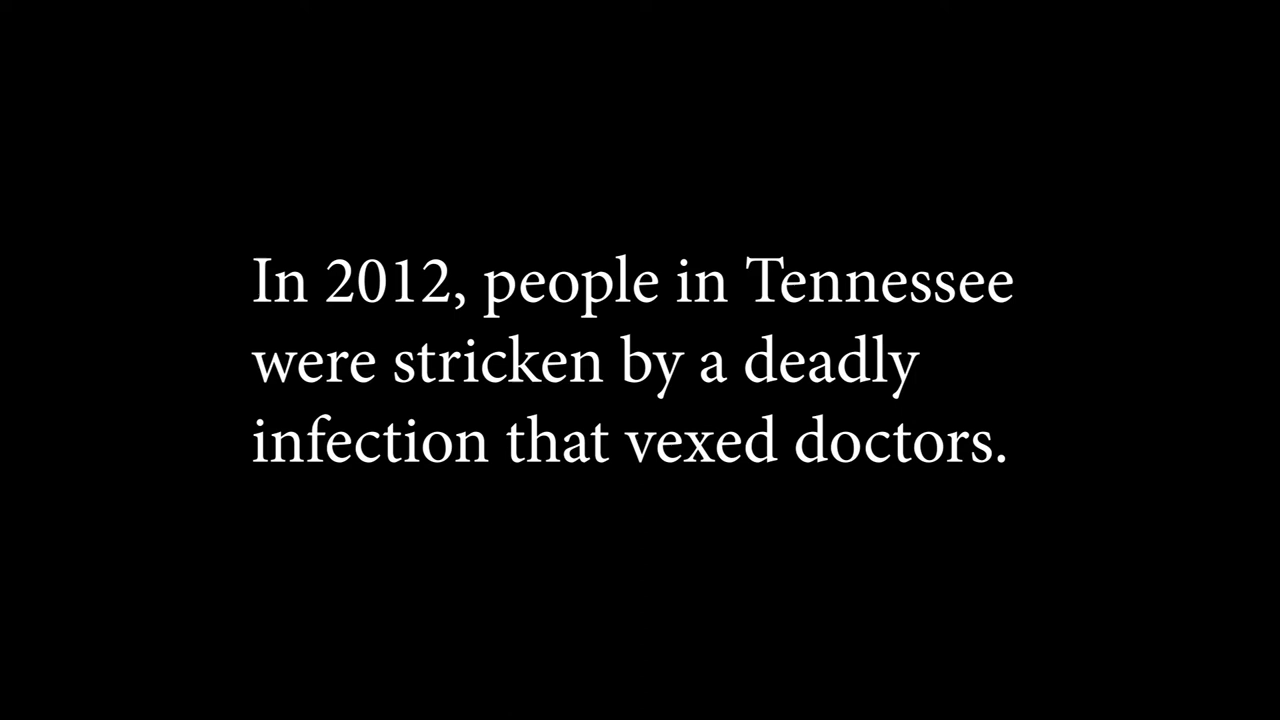 In 2012, people in Tennessee
were stricken by a deadly
infection that vexed doctors.